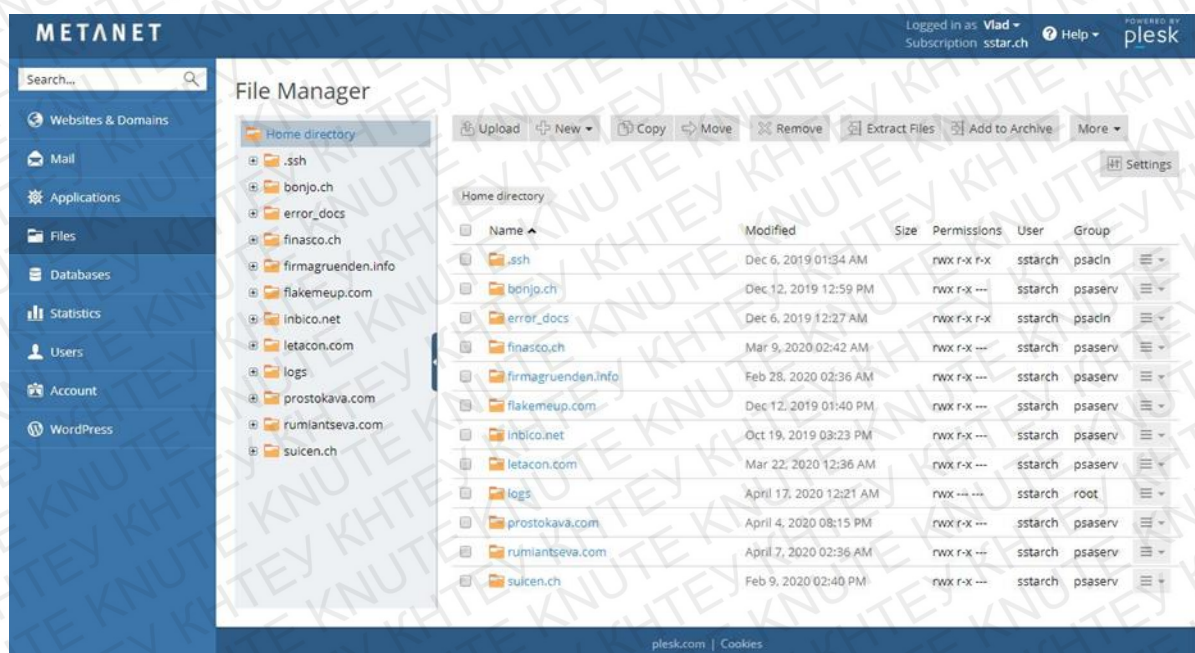 METANET
Logged in as Vlad
Subscription sstar.ch
Help
POWERED BY
plesk
Search...
Websites & Domains
Mail
Applications
Files
Databases
Statistics
Users
Account
WordPress
File Manager
Home directory
.ssh
bonjo.ch
error_docs
finasco.ch
firmagruenden.info
flakemeup.com
inbico.net
letacon.com
logs
prostokava.com
rumiantseva.com
suicen.ch
Upload New Copy Move Remove Extract Files Add to Archive More
Settings
Home directory
Name Modified Size Permissions User Group
.ssh Dec 6, 2019 01:34 AM rwx r-x r-x sstarch psacln
bonjo.ch Dec 12, 2019 12:59 PM rwx r-x --- sstarch psaserv
error_docs Dec 6, 2019 12:27 AM rwx r-x r-x sstarch psacln
finasco.ch Mar 9, 2020 02:42 AM rwx r-x --- sstarch psaserv
firmagruenden.info Feb 28, 2020 02:36 AM rwx r-x --- sstarch psaserv
flakemeup.com Dec 12, 2019 01:40 PM rwx r-x --- sstarch psaserv
inbico.net Oct 19, 2019 03:23 PM rwx r-x --- sstarch psaserv
letacon.com Mar 22, 2020 12:36 AM rwx r-x --- sstarch psaserv
logs April 17, 2020 12:21 AM rwx --- --- sstarch root
prostokava.com April 4, 2020 08:15 PM rwx r-x --- sstarch psaserv
rumiantseva.com April 7, 2020 02:36 AM rwx r-x --- sstarch psaserv
suicen.ch Feb 9, 2020 02:40 PM rwx r-x --- sstarch psaserv
plesk.com | Cookies
KNUTE KHTEY